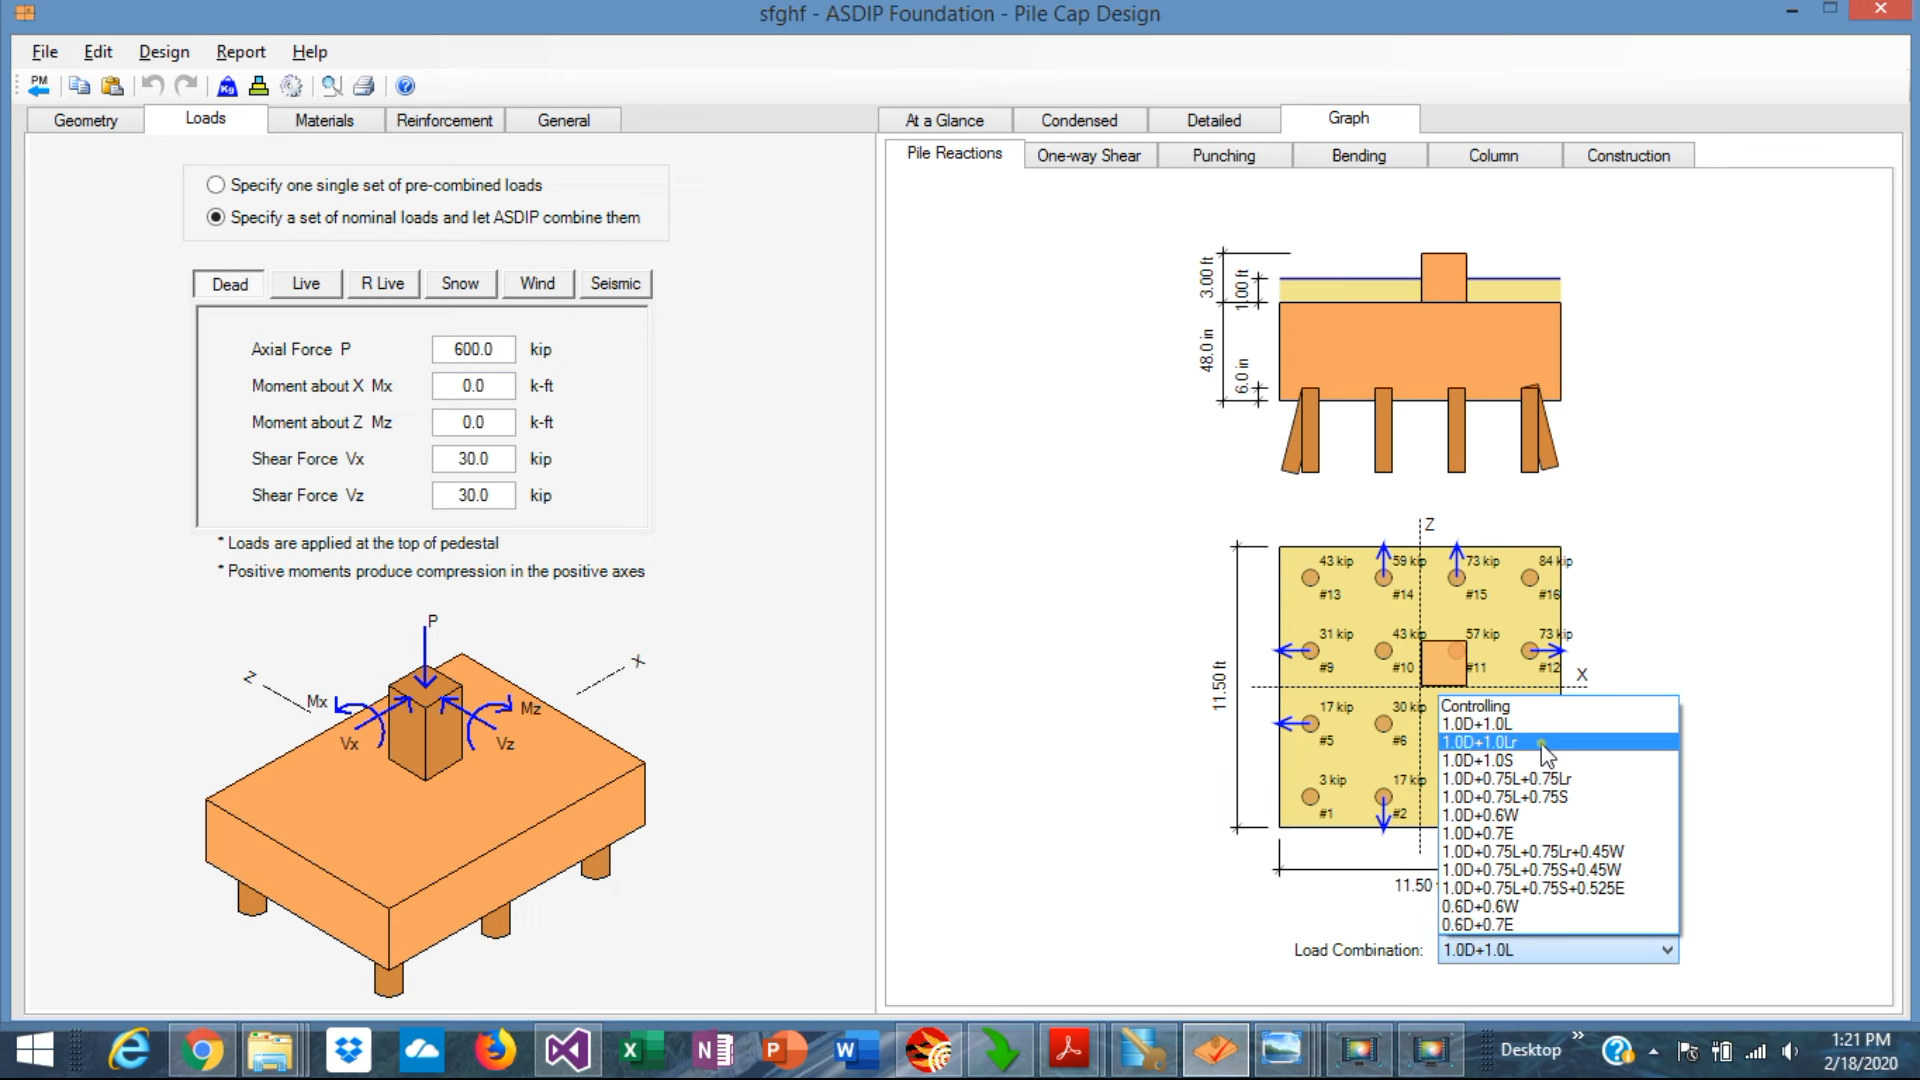 sfghf - ASDIP Foundation - Pile Cap Design
File Edit Design Report Help
PM
Kg
Geometry Loads Materials Reinforcement General
At a Glance Condensed Detailed Graph
Pile Reactions One-way Shear Punching Bending Column Construction
Specify one single set of pre-combined loads
Specify a set of nominal loads and let ASDIP combine them
Dead Live R Live Snow Wind Seismic
Axial Force P 600.0 kip
Moment about X Mx 0.0 k-ft
Moment about Z Mz 0.0 k-ft
Shear Force Vx 30.0 kip
Shear Force Vz 30.0 kip
* Loads are applied at the top of pedestal
* Positive moments produce compression in the positive axes
P
Z X
Mx Mz
Vx Vz
3.00 ft
1.00 ft
48.0 in
6.0 in
Z
43 kip 59 kip 73 kip 84 kip
#13 #14 #15 #16
31 kip 43 kip 57 kip 73 kip
#9 #10 #11 #12
X
11.50 ft
17 kip 30 kip
#5 #6
3 kip 17 kip
#1 #2
11.50
Controlling
1.0D+1.0L
1.0D+1.0Lr
1.0D+1.0S
1.0D+0.75L+0.75Lr
1.0D+0.75L+0.75S
1.0D+0.6W
1.0D+0.7E
1.0D+0.75L+0.75Lr+0.45W
1.0D+0.75L+0.75S+0.45W
1.0D+0.75L+0.75S+0.525E
0.6D+0.6W
0.6D+0.7E
Load Combination: 1.0D+1.0L
Desktop
1:21 PM
2/18/2020